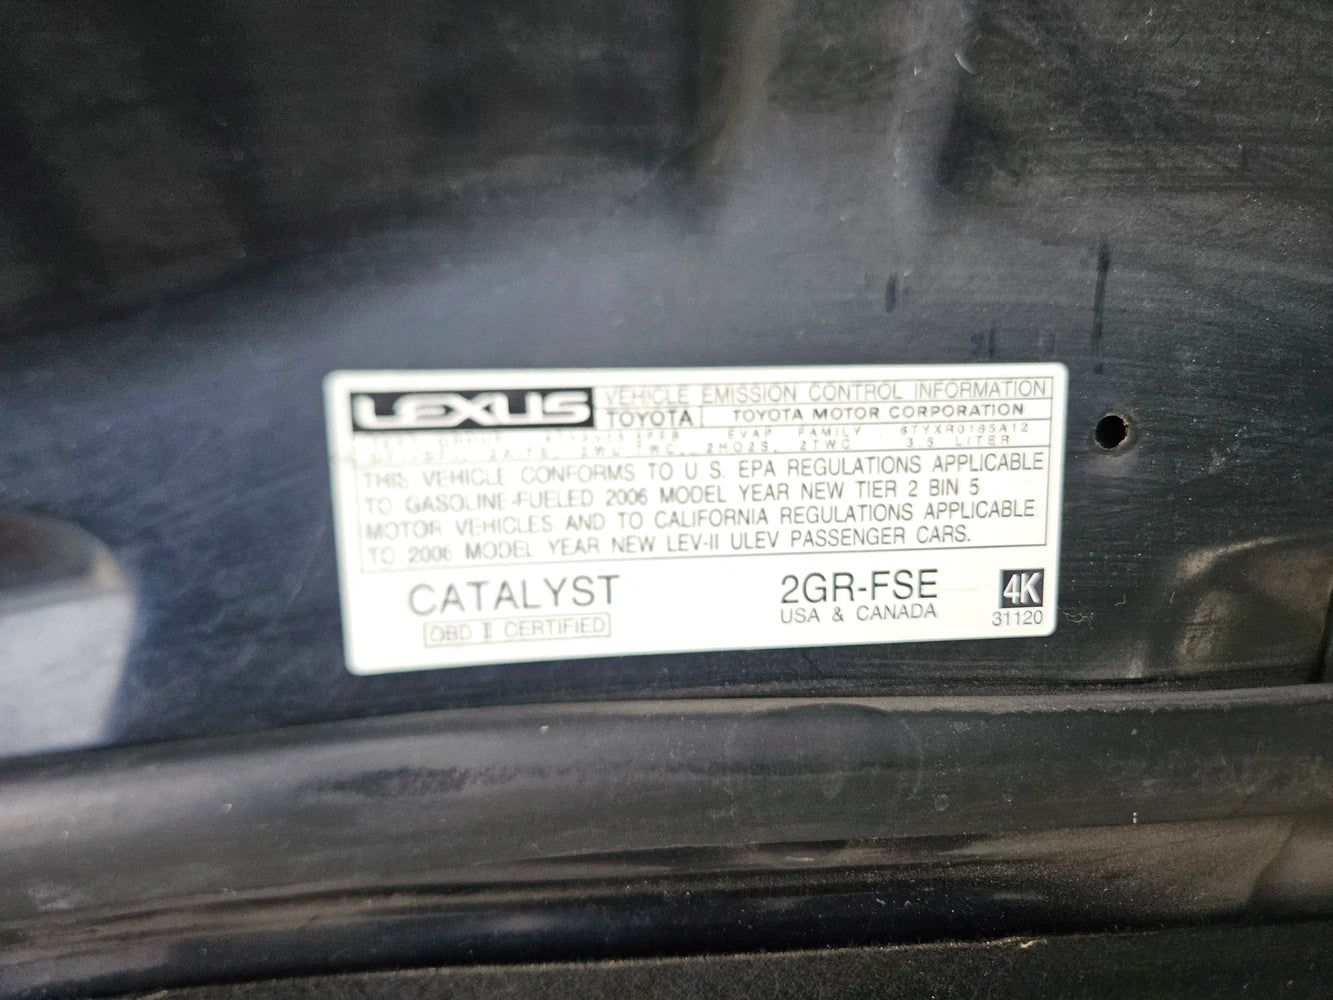 LEXUS
VEHICLE EMISSION CONTROL INFORMATION
TOYOTA
TOYOTA MOTOR CORPORATION
EVAP FAMILY 6TYXR0165A12
2HO2S, 2TWC 3.5 LITER
THIS VEHICLE CONFORMS TO U.S. EPA REGULATIONS APPLICABLE
TO GASOLINE-FUELED 2006 MODEL YEAR NEW TIER 2 BIN 5
MOTOR VEHICLES AND TO CALIFORNIA REGULATIONS APPLICABLE
TO 2006 MODEL YEAR NEW LEV-II ULEV PASSENGER CARS.
CATALYST
OBD II CERTIFIED
2GR-FSE
USA & CANADA
4K
31120